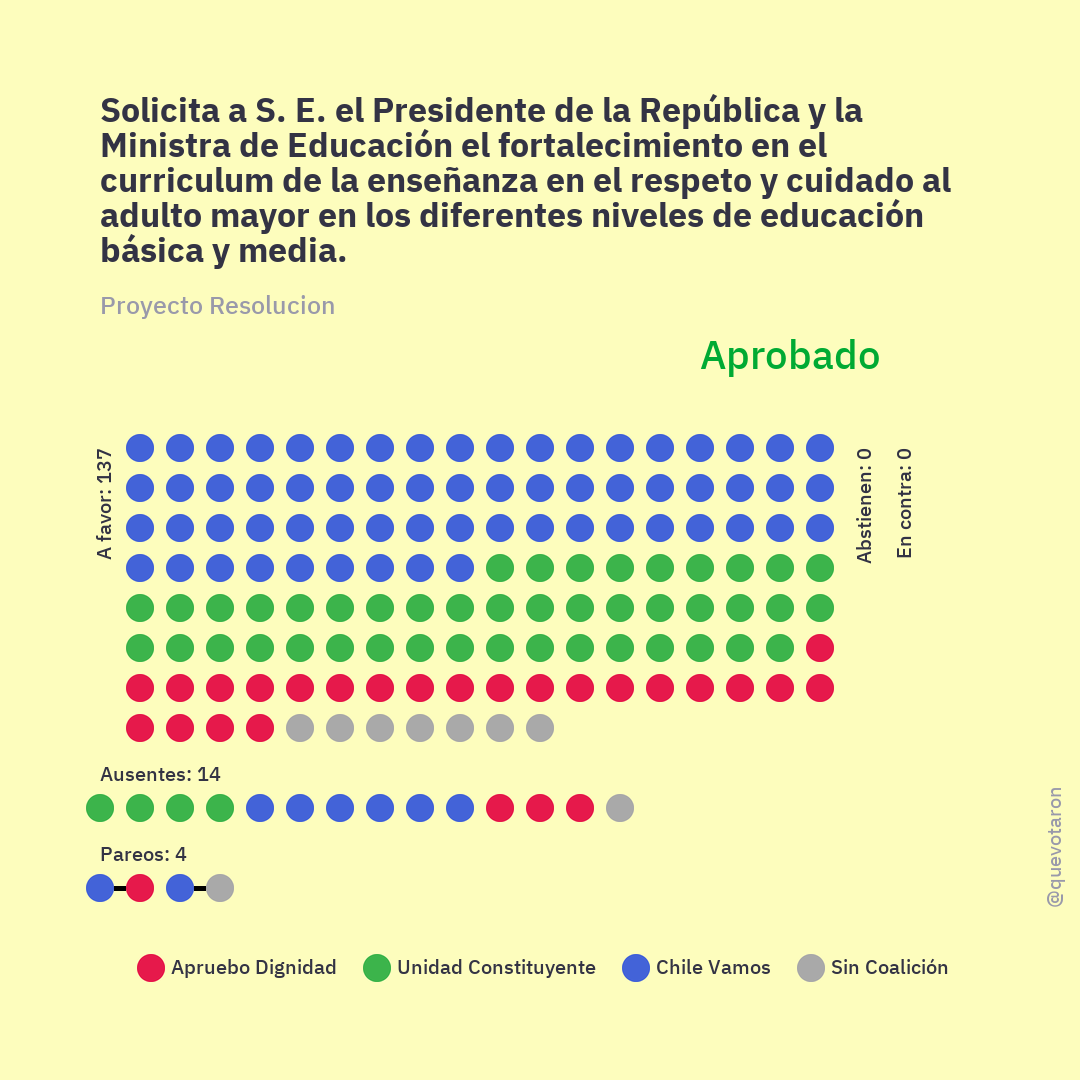 Solicita a S. E. el Presidente de la República y la
Ministra de Educación el fortalecimiento en el
curriculum de la enseñanza en el respeto y cuidado al
adulto mayor en los diferentes niveles de educación
básica y media.
Proyecto Resolucion
Aprobado
A favor: 137
Abstienen: 0
En contra: 0
Ausentes: 14
Pareos: 4
@quevotaron
Apruebo Dignidad
Unidad Constituyente
Chile Vamos
Sin Coalición